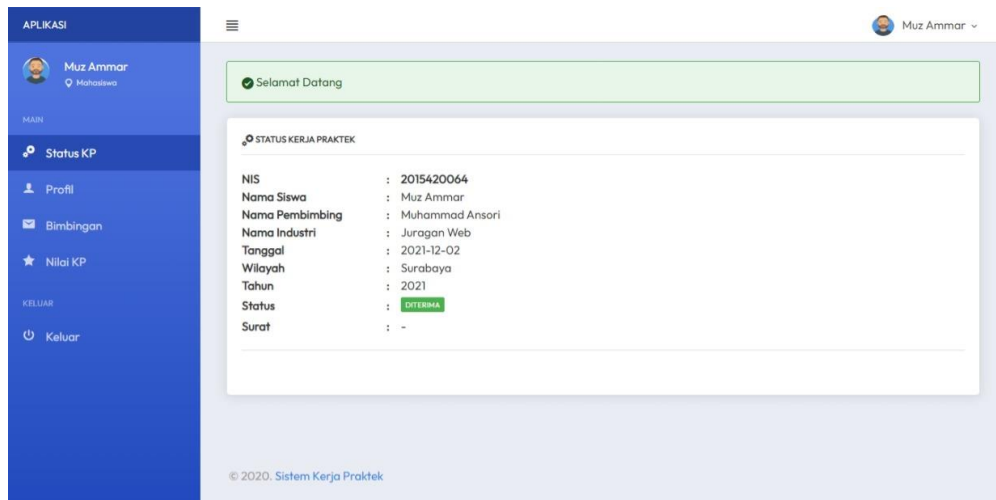 APLIKASI
Muz Ammar
Muz Ammar
Mahasiswa
MAIN
Status KP
Profil
Bimbingan
Nilai KP
KELUAR
Keluar
Selamat Datang
STATUS KERJA PRAKTEK
NIS : 2015420064
Nama Siswa : Muz Ammar
Nama Pembimbing : Muhammad Ansori
Nama Industri : Juragan Web
Tanggal : 2021-12-02
Wilayah : Surabaya
Tahun : 2021
Status : DITERIMA
Surat : -
© 2020. Sistem Kerja Praktek